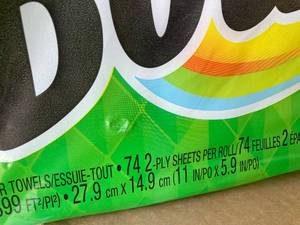 BOU
R TOWELS/ESSUIE-TOUT • 74 2-PLY SHEETS PER ROLL/74 FEUILLES 2 ÉPA
99 FT²/PI²) • 27.9 cm x 14.9 cm (11 IN/PO x 5.9 IN/PO)